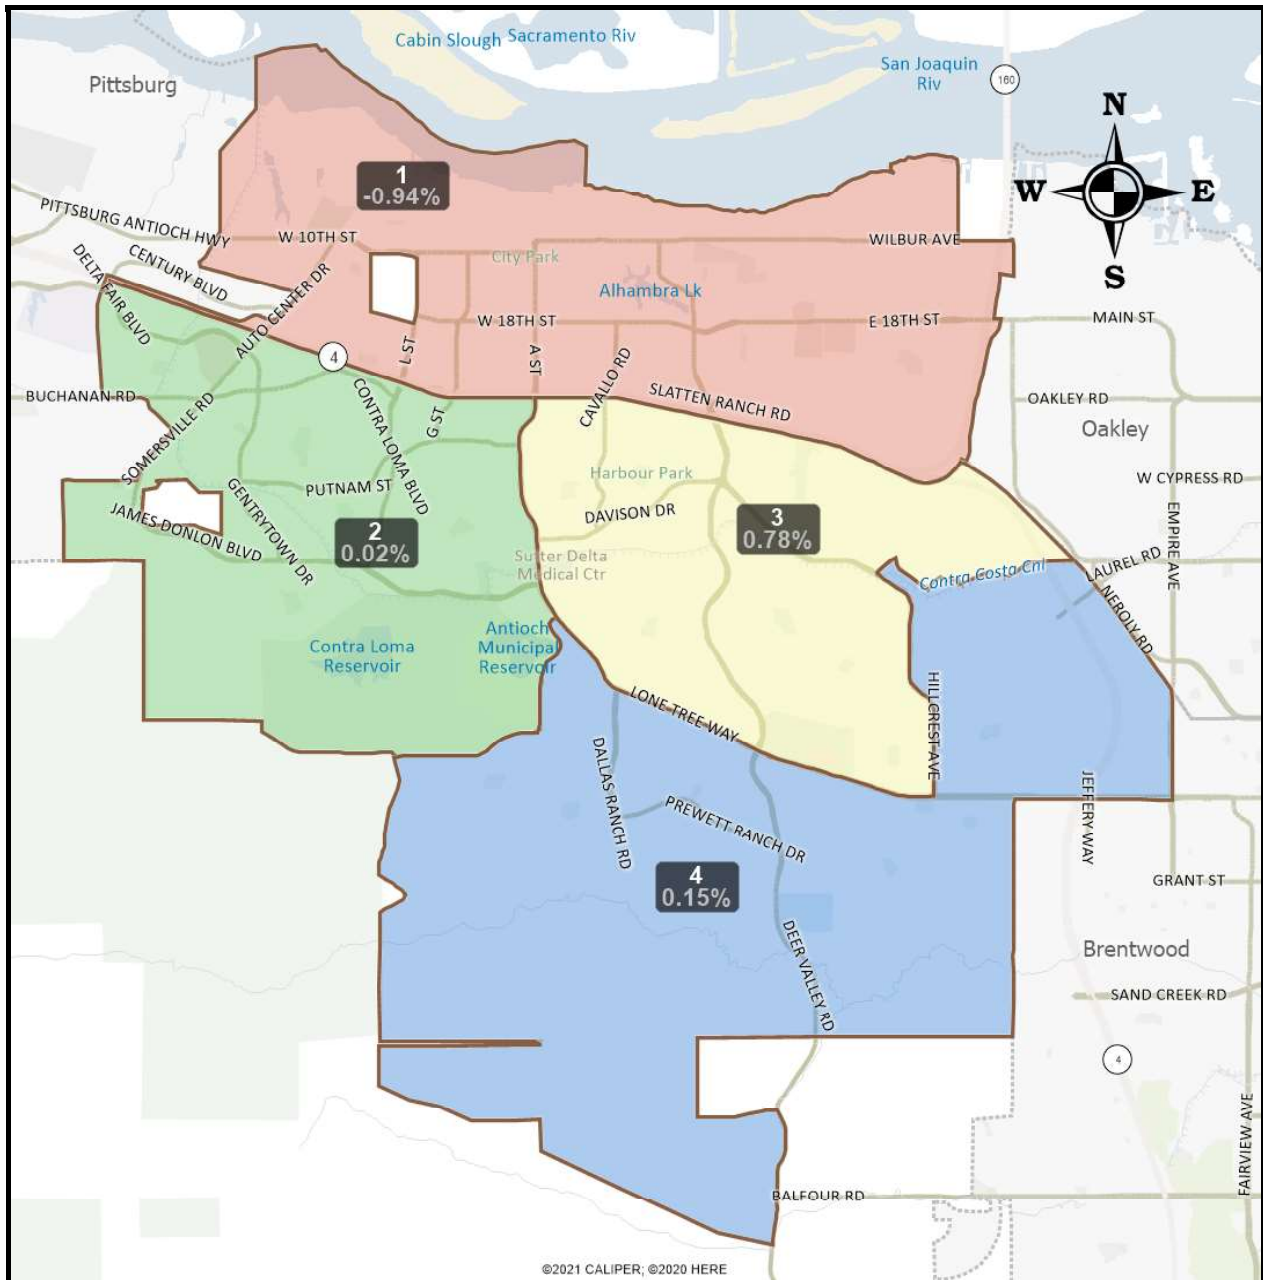 Cabin Slough
Sacramento Riv
San Joaquin
Riv
160
Pittsburg
N
W
E
S
1
-0.94%
PITTSBURG ANTIOCH HWY
W 10TH ST
WILBUR AVE
CENTURY BLVD
City Park
DELTA FAIR BLVD
AUTO CENTER DR
Alhambra Lk
W 18TH ST
E 18TH ST
MAIN ST
4
L ST
A ST
CAVALLO RD
SLATTEN RANCH RD
BUCHANAN RD
OAKLEY RD
CONTRA LOMA BLVD
G ST
Oakley
SOMERSVILLE RD
Harbour Park
W CYPRESS RD
PUTNAM ST
GENTRYTOWN DR
DAVISON DR
3
0.78%
JAMES DONLON BLVD
2
0.02%
EMPIRE AVE
Sutter Delta
Medical Ctr
Contra Costa Cnl
LAUREL RD
NEROLY RD
Contra Loma
Reservoir
Antioch
Municipal
Reservoir
LONE TREE WAY
HILLCREST AVE
DALLAS RANCH RD
PREWETT RANCH DR
JEFFERY WAY
4
0.15%
GRANT ST
DEER VALLEY RD
Brentwood
SAND CREEK RD
4
FAIRVIEW AVE
BALFOUR RD
©2021 CALIPER; ©2020 HERE